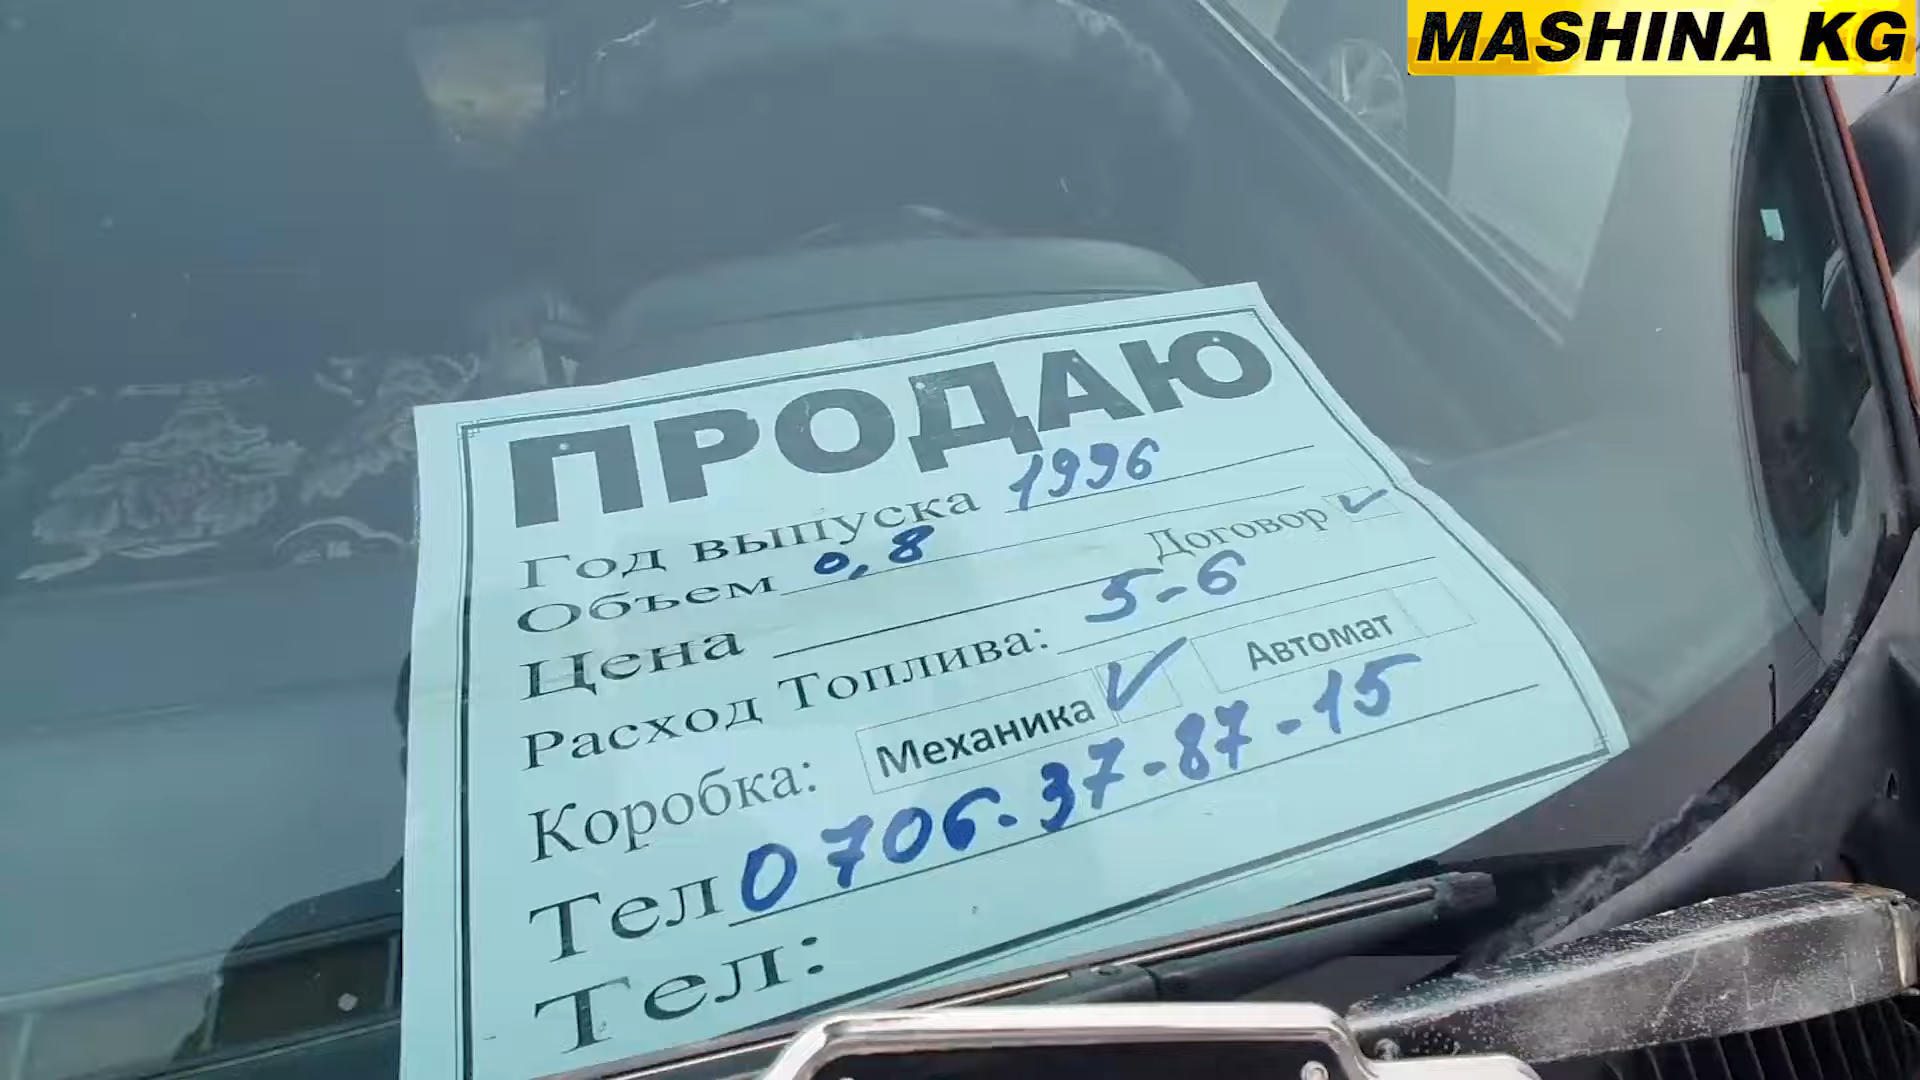 MASHINA KG
ПРОДАЮ
Год выпуска 1996
Объем 0,8
Цена Договор ✓
Расход Топлива: 5-6
Коробка: Механика ✓ Автомат
Тел 0706-37-87-15
Тел: